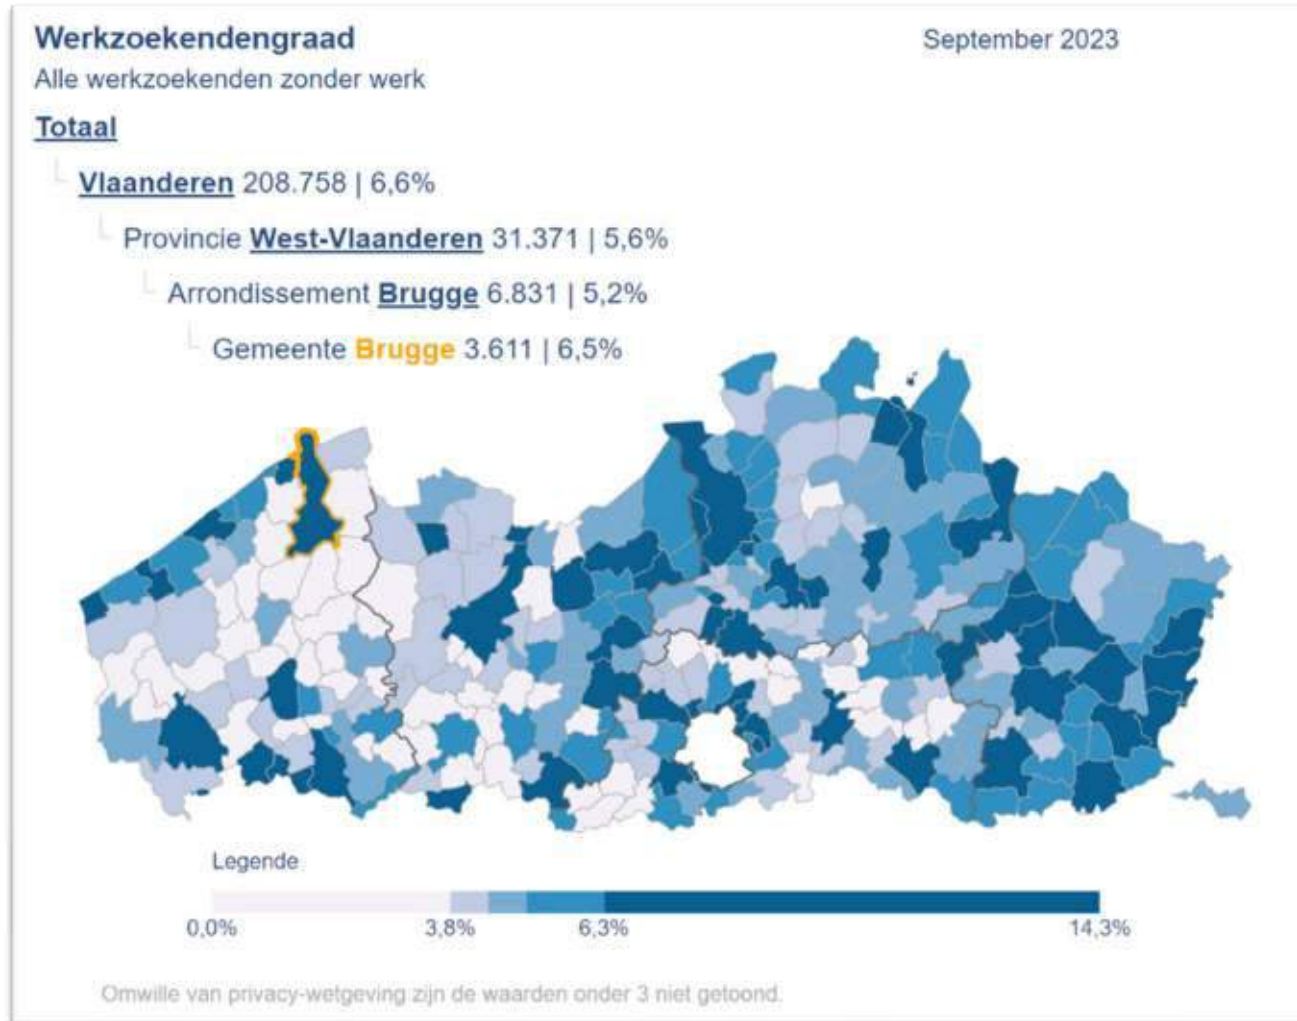 Werkzoekendengraad
September 2023
Alle werkzoekenden zonder werk
Totaal
Vlaanderen 208.758 | 6,6%
Provincie West-Vlaanderen 31.371 | 5,6%
Arrondissement Brugge 6.831 | 5,2%
Gemeente Brugge 3.611 | 6,5%
Legende
0,0% 3,8% 6,3% 14,3%
Omwille van privacy-wetgeving zijn de waarden onder 3 niet getoond.